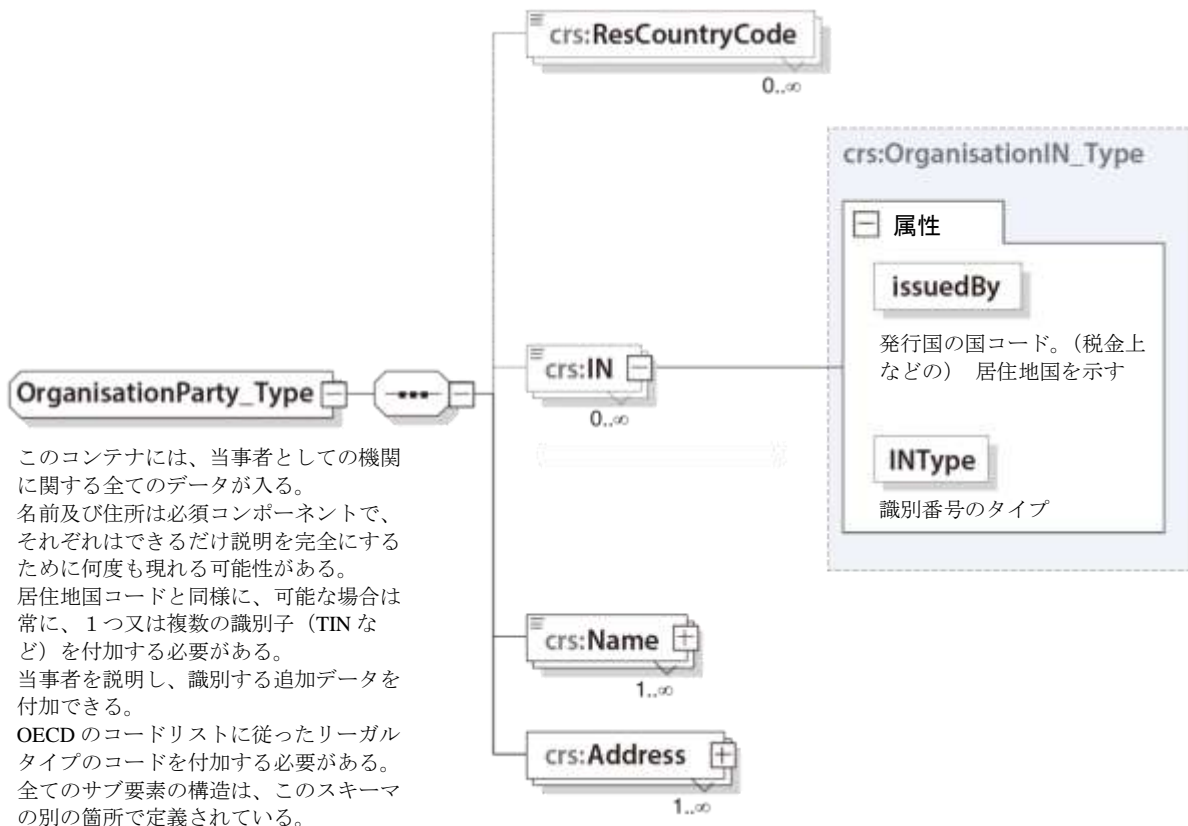 crs:ResCountryCode
0..∞
crs:OrganisationIN_Type
属性
issuedBy
発行国の国コード。（税金上
などの） 居住地国を示す
crs:IN
0..∞
INType
識別番号のタイプ
OrganisationParty_Type
このコンテナには、当事者としての機関
に関する全てのデータが入る。
名前及び住所は必須コンポーネントで、
それぞれはできるだけ説明を完全にする
ために何度も現れる可能性がある。
居住地国コードと同様に、可能な場合は
常に、１つ又は複数の識別子（TIN な
ど）を付加する必要がある。
当事者を説明し、識別する追加データを
付加できる。
OECD のコードリストに従ったリーガル
タイプのコードを付加する必要がある。
全てのサブ要素の構造は、このスキーマ
の別の箇所で定義されている。
crs:Name
1..∞
crs:Address
1..∞